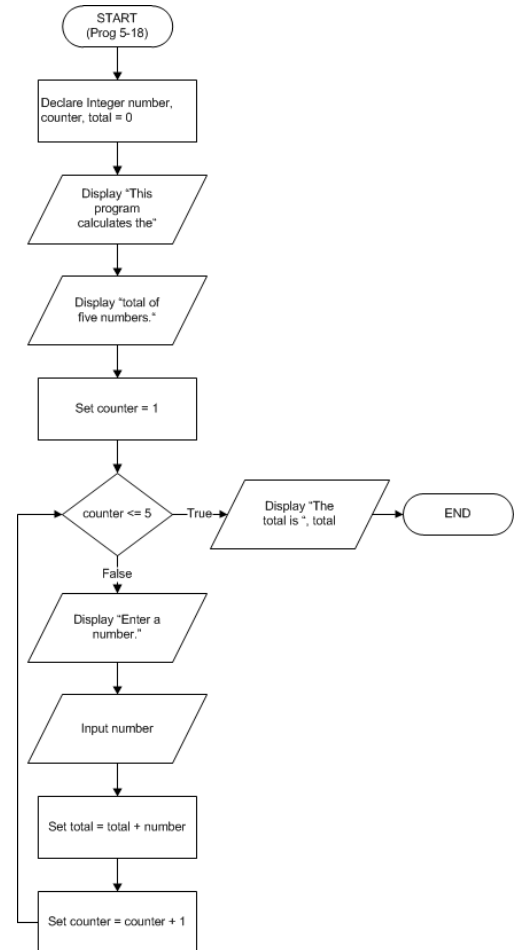 START
(Prog 5-18)
Declare Integer number,
counter, total = 0
Display “This
program
calculates the“
Display “total of
five numbers.“
Set counter = 1
counter <= 5
True
Display “The
total is “, total
END
False
Display “Enter a
number.”
Input number
Set total = total + number
Set counter = counter + 1